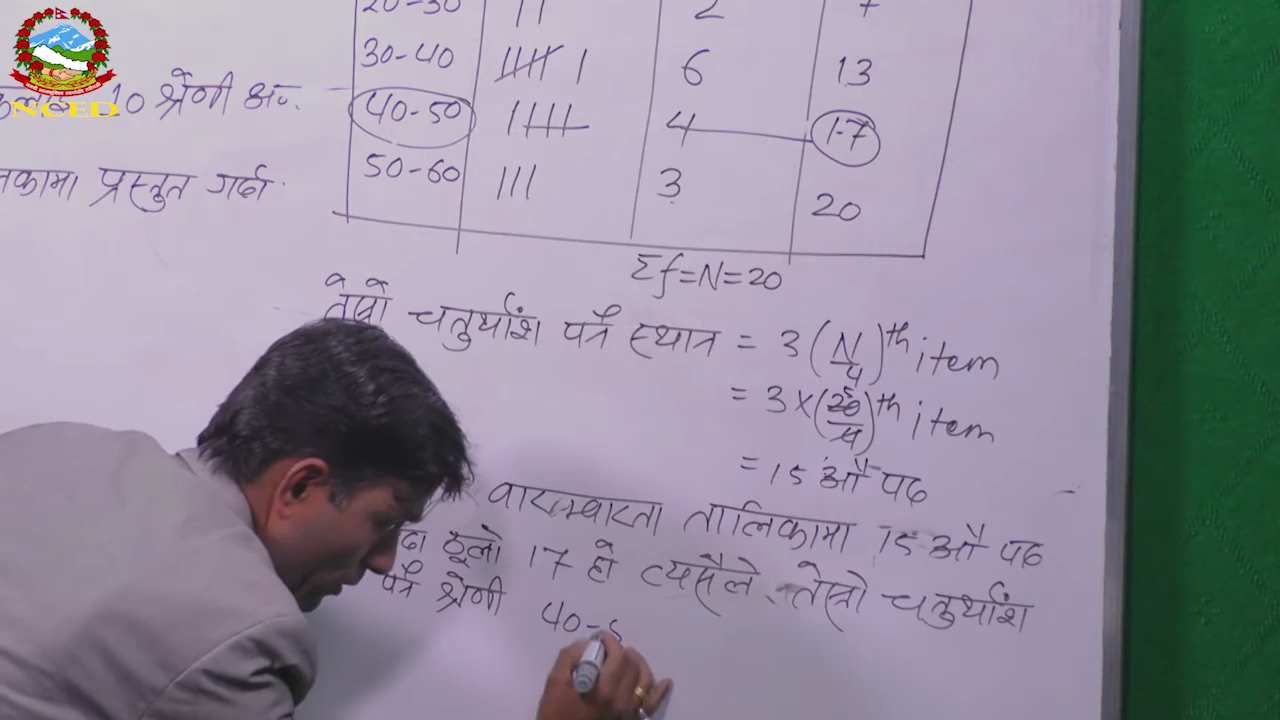 20-30 || 2 7
30-40 |||| | 6 13
10 श्रेणी अ.
40-50 |||| 4 17
50-60 ||| 3 20
प्रस्तुत गर्दा
Σf=N=20
तेस्रो चतुर्थांश पर्ने स्थान = 3(N/4)th item
= 3×(20/4)th item 5
= 15 औं पद
वारम्वारता तालिकामा 15 औं पद
ठूलो 17 हो त्यसैले तेस्रो चतुर्थांश
पर्ने श्रेणी 40-5
NCED